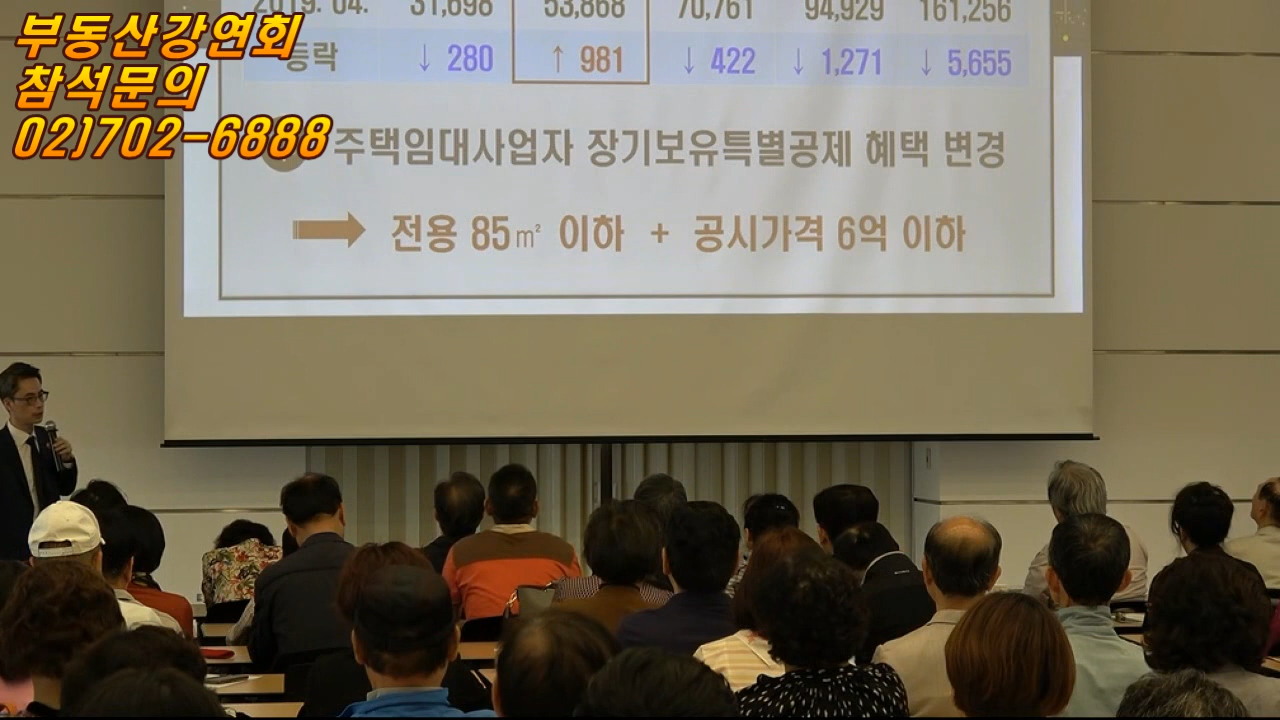 부동산강연회
참석문의
02)702-6888
2019. 04. 31,698 53,868 70,761 94,929 161,256
등락 ↓ 280 ↑ 981 ↓ 422 ↓ 1,271 ↓ 5,655
주택임대사업자 장기보유특별공제 혜택 변경
전용 85㎡ 이하 + 공시가격 6억 이하